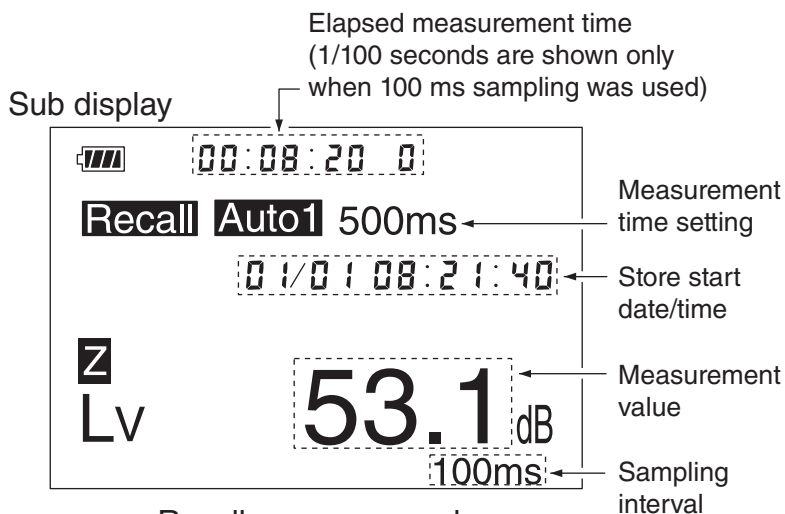 Elapsed measurement time
(1/100 seconds are shown only
when 100 ms sampling was used)
Sub display
00:08:20 0
Recall Auto1 500ms
Measurement
time setting
01/01 08:21:40
Store start
date/time
Z
Lv
53.1 dB
Measurement
value
100ms
Sampling
interval